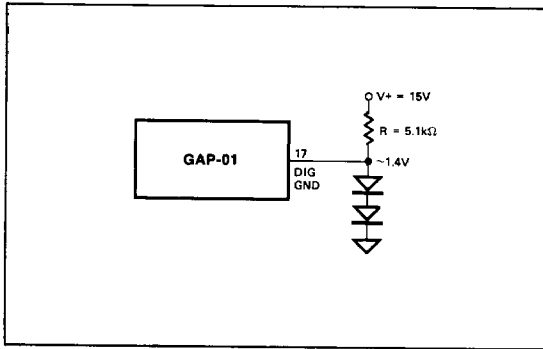 V+ = 15V
R = 5.1kΩ
GAP-01
17
~1.4V
DIG
GND